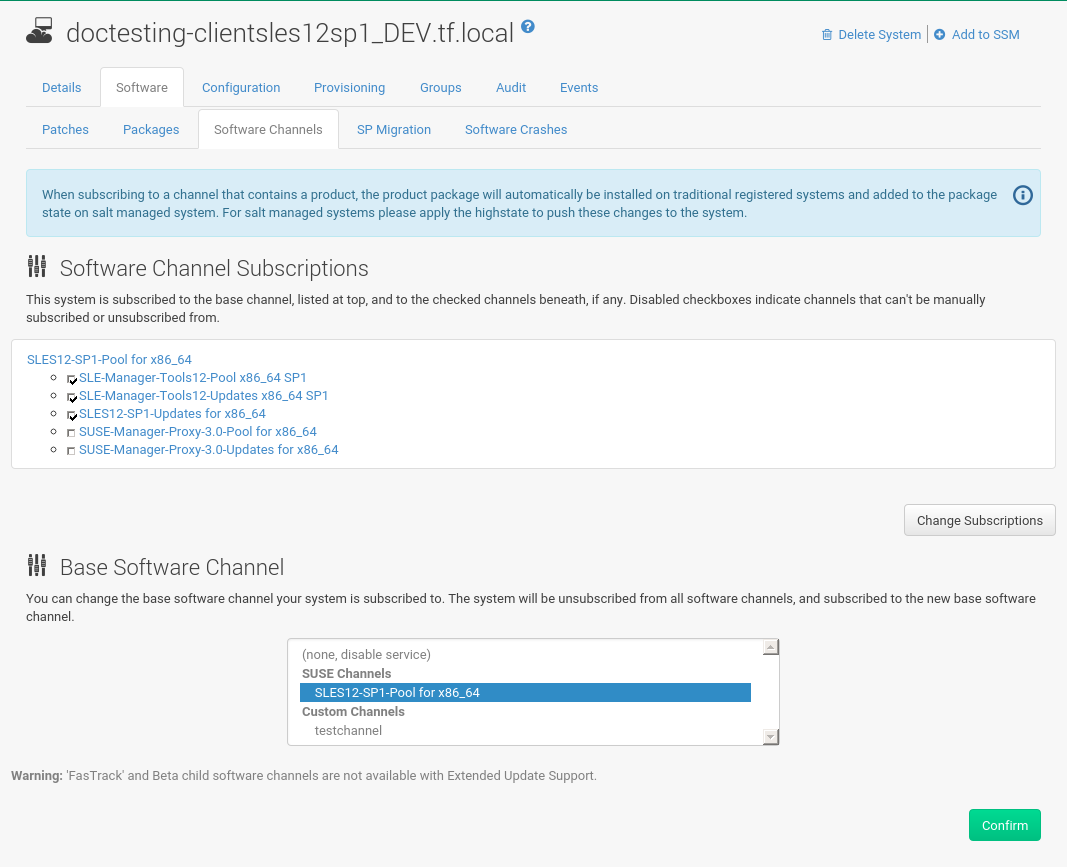 doctesting-clientsles12sp1_DEV.tf.local ?
Delete System | Add to SSM
Details Software Configuration Provisioning Groups Audit Events
Patches Packages Software Channels SP Migration Software Crashes
When subscribing to a channel that contains a product, the product package will automatically be installed on traditional registered systems and added to the package
state on salt managed system. For salt managed systems please apply the highstate to push these changes to the system.
Software Channel Subscriptions
This system is subscribed to the base channel, listed at top, and to the checked channels beneath, if any. Disabled checkboxes indicate channels that can't be manually
subscribed or unsubscribed from.
SLES12-SP1-Pool for x86_64
SLE-Manager-Tools12-Pool x86_64 SP1
SLE-Manager-Tools12-Updates x86_64 SP1
SLES12-SP1-Updates for x86_64
SUSE-Manager-Proxy-3.0-Pool for x86_64
SUSE-Manager-Proxy-3.0-Updates for x86_64
Change Subscriptions
Base Software Channel
You can change the base software channel your system is subscribed to. The system will be unsubscribed from all software channels, and subscribed to the new base software
channel.
(none, disable service)
SUSE Channels
SLES12-SP1-Pool for x86_64
Custom Channels
testchannel
Warning: 'FasTrack' and Beta child software channels are not available with Extended Update Support.
Confirm